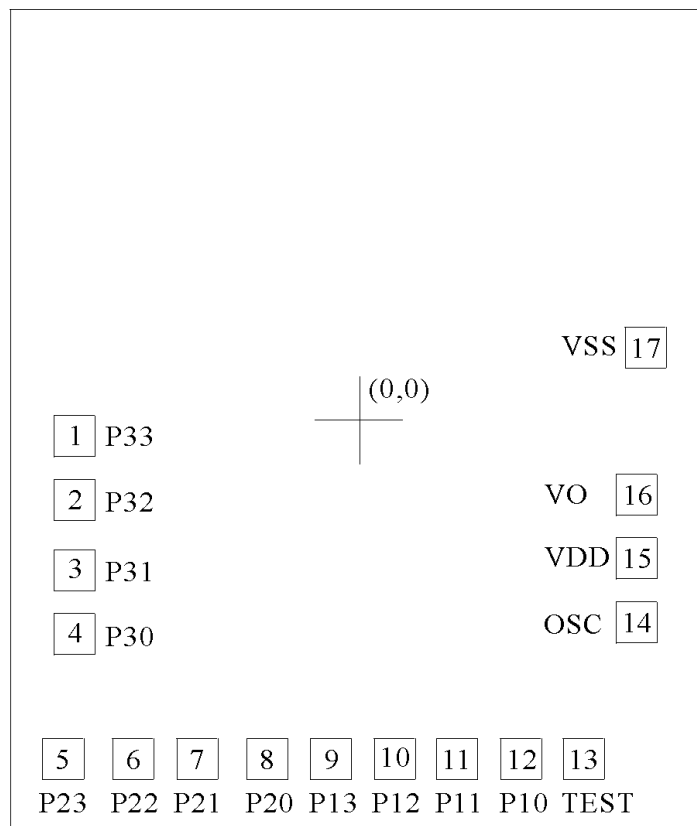 VSS 17
(0,0)
1 P33
2 P32
VO 16
3 P31
VDD 15
4 P30
OSC 14
5 6 7 8 9 10 11 12 13
P23 P22 P21 P20 P13 P12 P11 P10 TEST